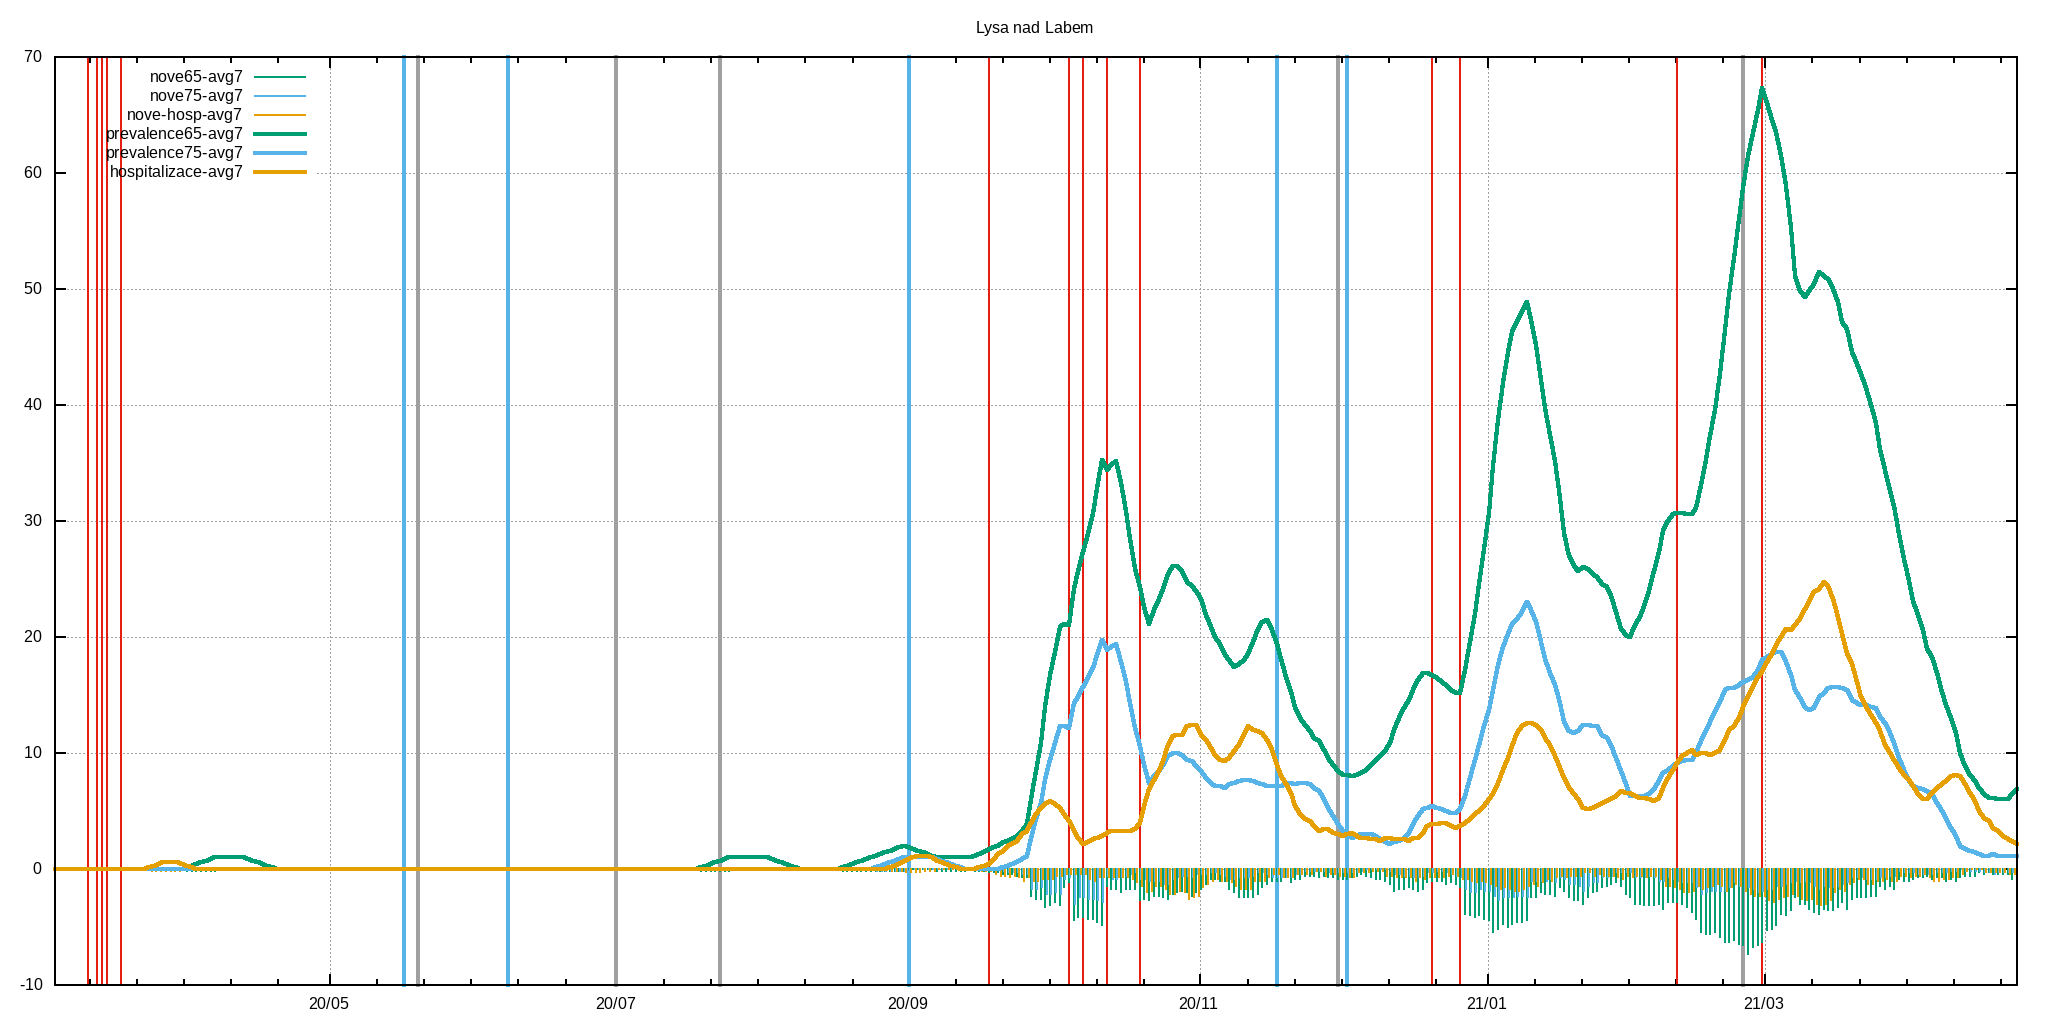 Lysa nad Labem
nove65-avg7
nove75-avg7
nove-hosp-avg7
prevalence65-avg7
prevalence75-avg7
hospitalizace-avg7
70
60
50
40
30
20
10
0
-10
20/05 20/07 20/09 20/11 21/01 21/03